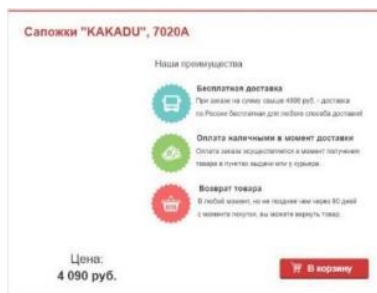 Сапожки "KAKADU", 7020A
Наши преимущества
Бесплатная доставка
При заказе на сумму свыше 4999 руб. - доставка
по России бесплатная для любого способа доставки!
Оплата наличными в момент доставки
Оплата заказа осуществляется в момент получения
товара в пунктах выдачи или у курьера.
Возврат товара
В любой момент, но не позднее чем через 90 дней
с момента покупки, вы можете вернуть товар.
Цена:
4 090 руб.
В корзину